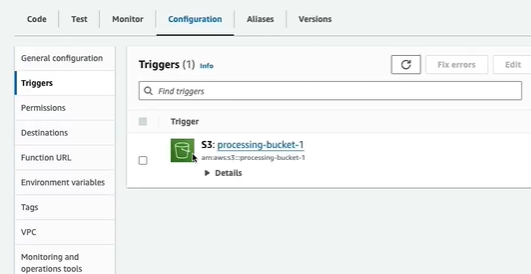 Code Test Monitor Configuration Aliases Versions
General configuration
Triggers
Permissions
Destinations
Function URL
Environment variables
Tags
VPC
Monitoring and
operations tools
Triggers (1) Info
Fix errors
Edit
Find triggers
Trigger
S3: processing-bucket-1
arn:aws:s3:::processing-bucket-1
Details